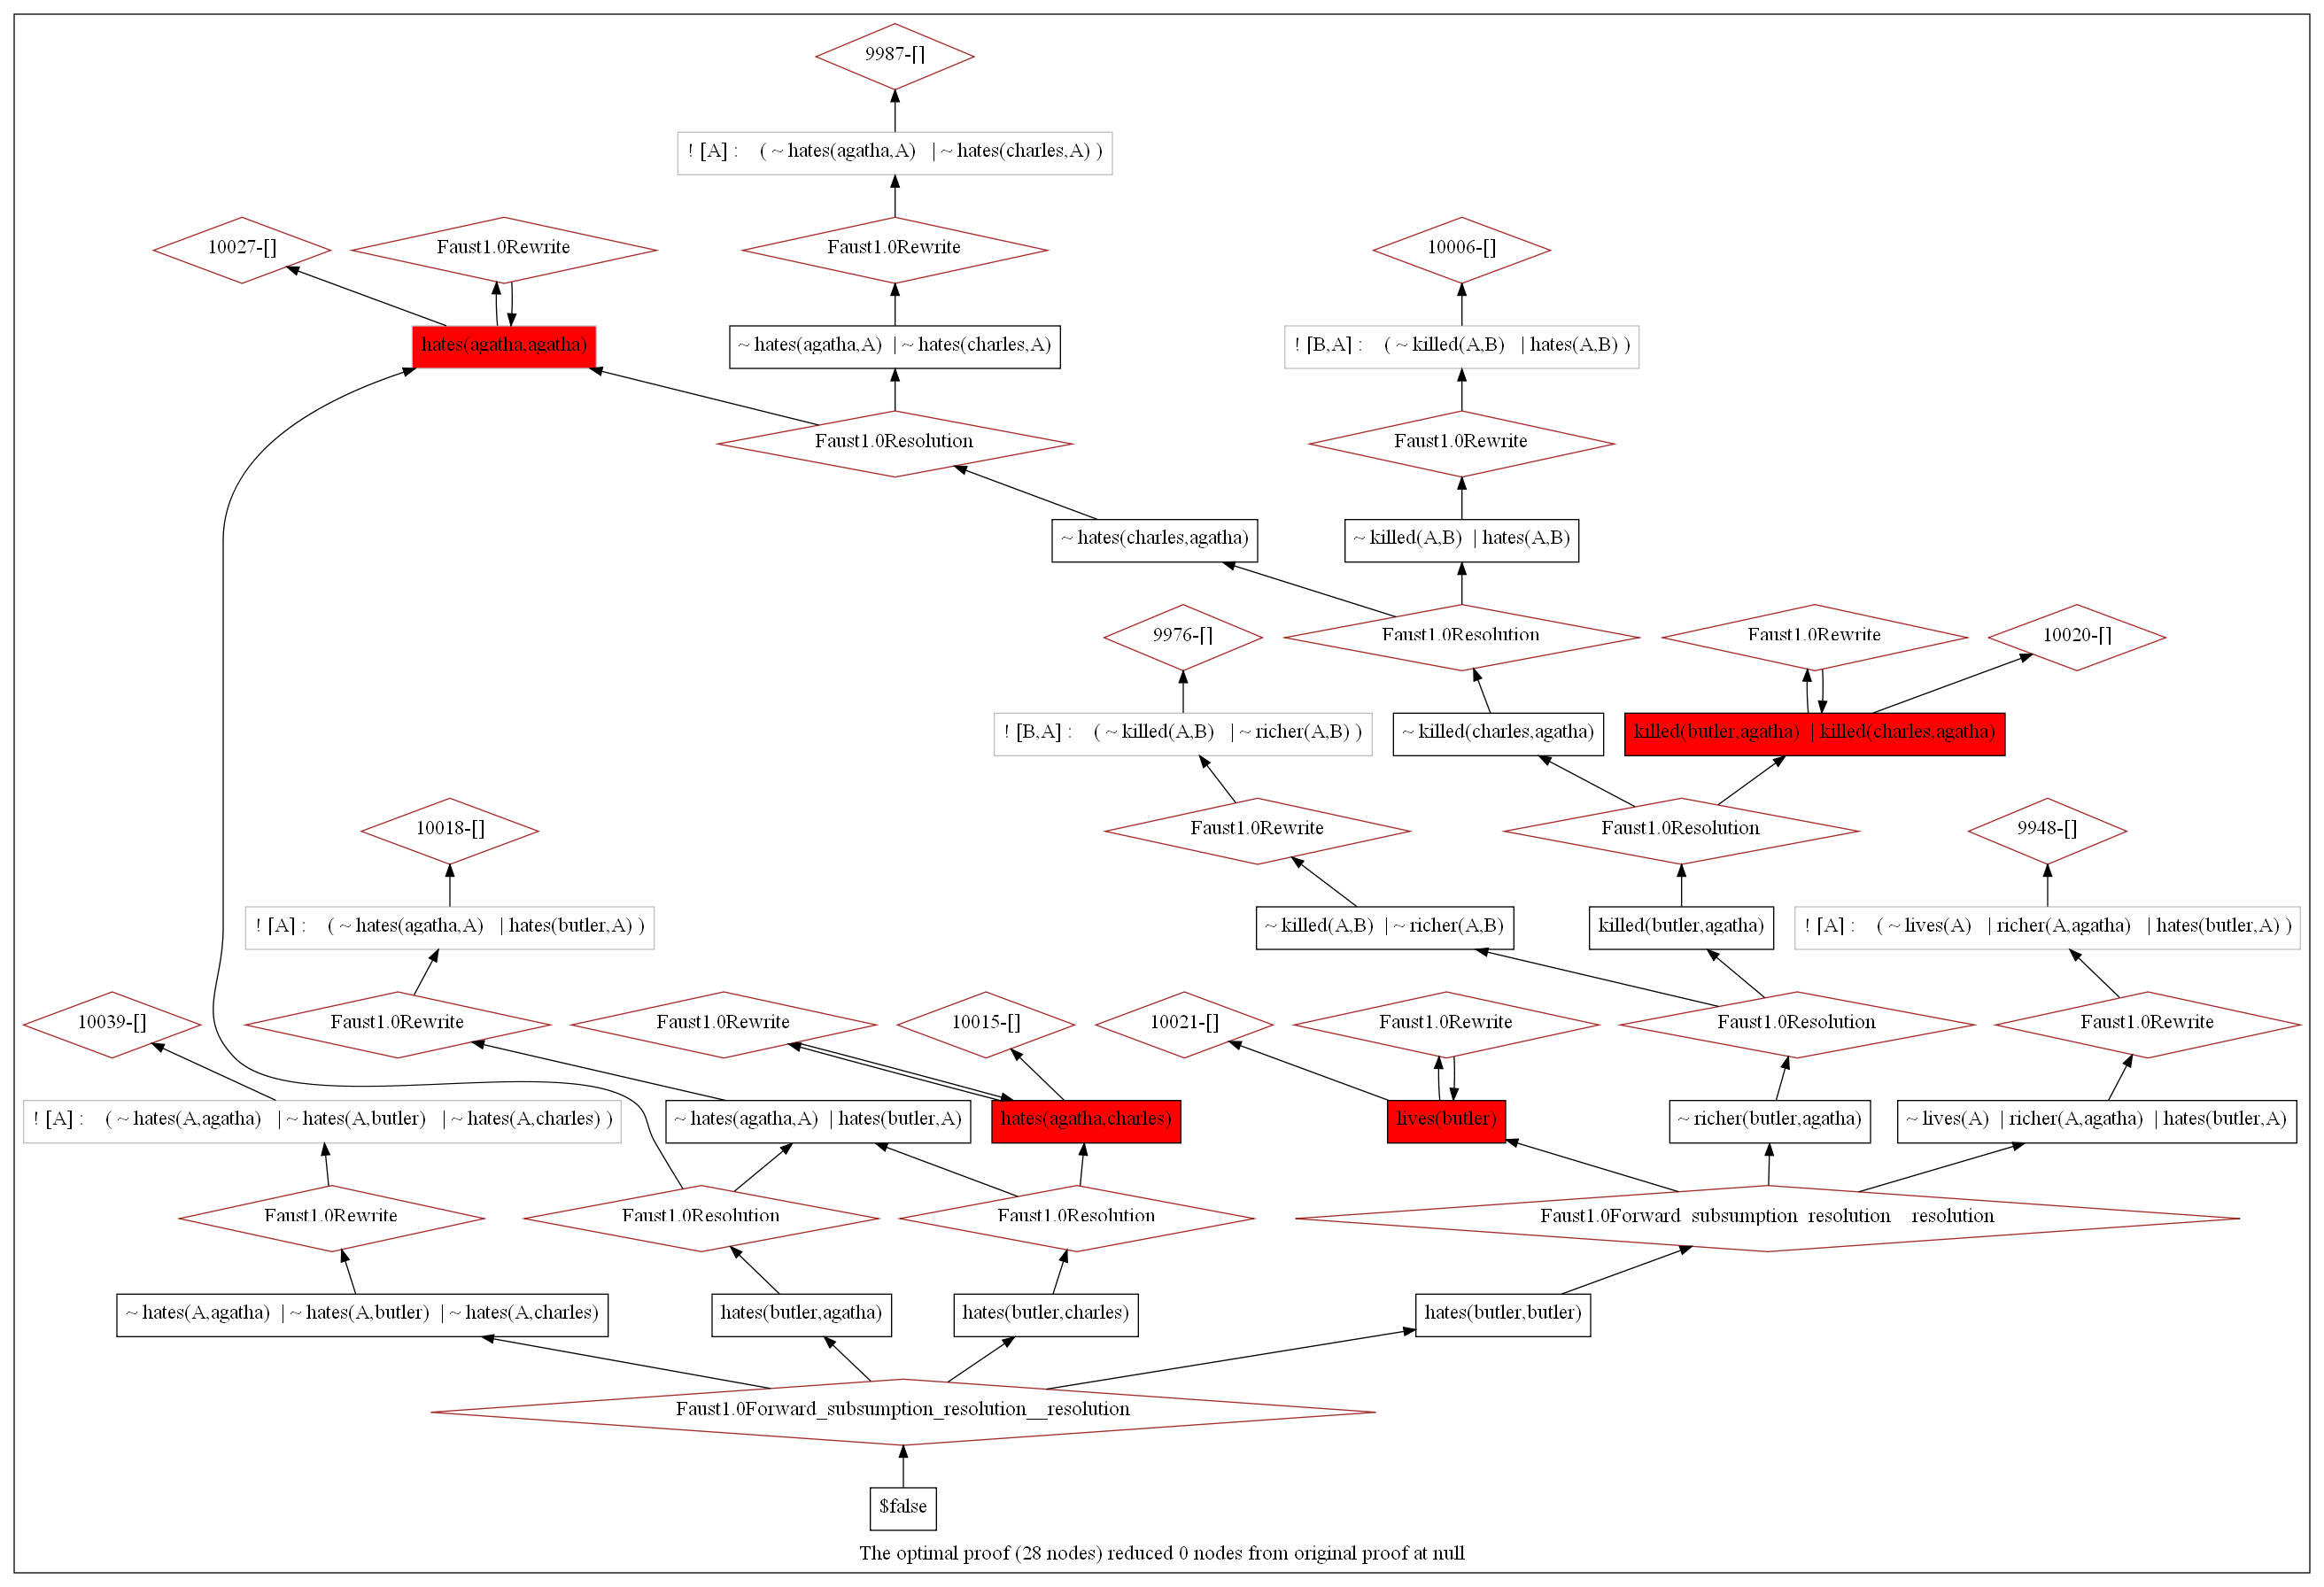 9987-[]
! [A] : ( ~ hates(agatha,A) | ~ hates(charles,A) )
10027-[]
Faust1.0Rewrite
Faust1.0Rewrite
10006-[]
hates(agatha,agatha)
~ hates(agatha,A) | ~ hates(charles,A)
! [B,A] : ( ~ killed(A,B) | hates(A,B) )
Faust1.0Resolution
Faust1.0Rewrite
~ hates(charles,agatha)
~ killed(A,B) | hates(A,B)
9976-[]
Faust1.0Resolution
Faust1.0Rewrite
10020-[]
! [B,A] : ( ~ killed(A,B) | ~ richer(A,B) )
~ killed(charles,agatha)
killed(butler,agatha) | killed(charles,agatha)
10018-[]
Faust1.0Rewrite
Faust1.0Resolution
9948-[]
! [A] : ( ~ hates(agatha,A) | hates(butler,A) )
~ killed(A,B) | ~ richer(A,B)
killed(butler,agatha)
! [A] : ( ~ lives(A) | richer(A,agatha) | hates(butler,A) )
10039-[]
Faust1.0Rewrite
Faust1.0Rewrite
10015-[]
10021-[]
Faust1.0Rewrite
Faust1.0Resolution
Faust1.0Rewrite
! [A] : ( ~ hates(A,agatha) | ~ hates(A,butler) | ~ hates(A,charles) )
~ hates(agatha,A) | hates(butler,A)
hates(agatha,charles)
lives(butler)
~ richer(butler,agatha)
~ lives(A) | richer(A,agatha) | hates(butler,A)
Faust1.0Rewrite
Faust1.0Resolution
Faust1.0Resolution
Faust1.0Forward_subsumption_resolution__resolution
~ hates(A,agatha) | ~ hates(A,butler) | ~ hates(A,charles)
hates(butler,agatha)
hates(butler,charles)
hates(butler,butler)
Faust1.0Forward_subsumption_resolution__resolution
$false
The optimal proof (28 nodes) reduced 0 nodes from original proof at null